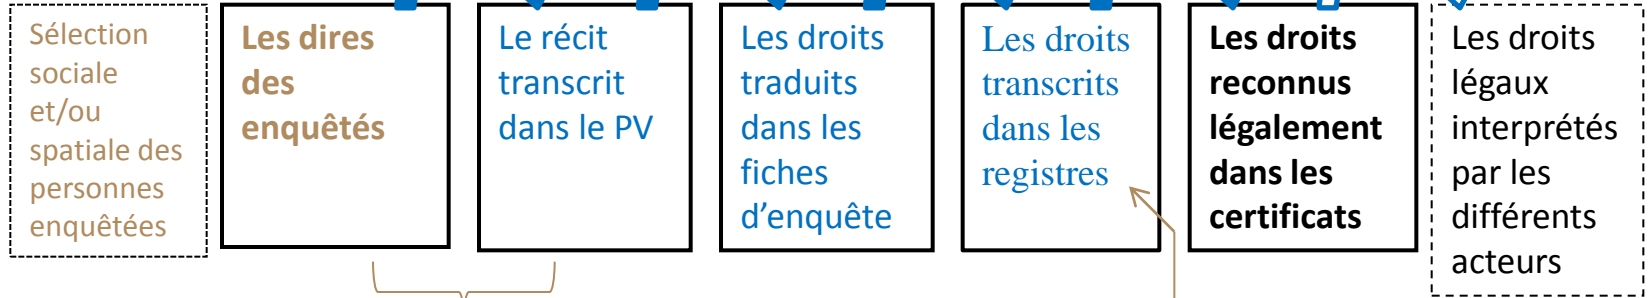 Sélection
sociale
et/ou
spatiale des
personnes
enquêtées
Les dires
des
enquêtés
Le récit
transcrit
dans le PV
Les droits
traduits
dans les
fiches
d’enquête
Les droits
transcrits
dans les
registres
Les droits
reconnus
légalement
dans les
certificats
Les droits
légaux
interprétés
par les
différents
acteurs